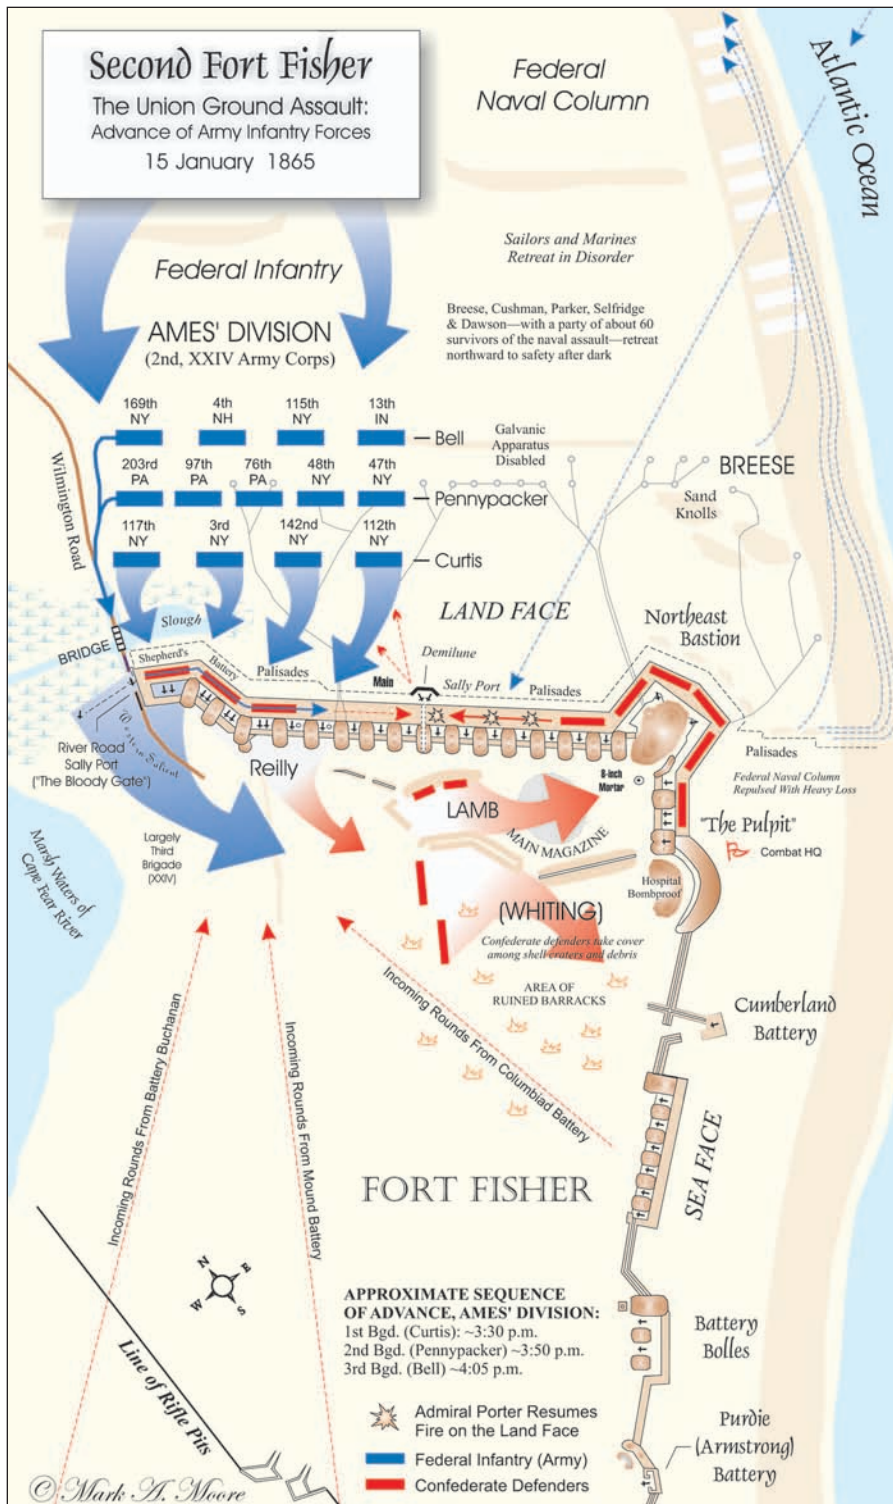 Second Fort Fisher
The Union Ground Assault:
Advance of Army Infantry Forces
15 January 1865
Federal
Naval Column
Atlantic Ocean
Sailors and Marines
Retreat in Disorder
Federal Infantry
AMES' DIVISION
(2nd, XXIV Army Corps)
Breese, Cushman, Parker, Selfridge
& Dawson—with a party of about 60
survivors of the naval assault—retreat
northward to safety after dark
169th
NY
4th
NH
115th
NY
13th
IN
Bell
Galvanic
Apparatus
Disabled
BREESE
203rd
PA
97th
PA
76th
PA
48th
NY
47th
NY
Pennypacker
Sand
Knolls
Wilmington Road
117th
NY
3rd
NY
142nd
NY
112th
NY
Curtis
LAND FACE
Northeast
Bastion
Slough
BRIDGE
Shepherd's
Battery
Palisades
Main
Demilune
Sally Port
Palisades
River Road
Sally Port
("The Bloody Gate")
Western Salient
Reilly
8-inch
Mortar
Palisades
Federal Naval Column
Repulsed With Heavy Loss
LAMB
MAIN MAGAZINE
"The Pulpit"
Combat HQ
Marsh Waters of
Cape Fear River
Largely
Third
Brigade
(XXIV)
Hospital
Bombproof
(WHITING)
Confederate defenders take cover
among shell craters and debris
AREA OF
RUINED BARRACKS
Cumberland
Battery
Incoming Rounds From Battery Buchanan
Incoming Rounds From Mound Battery
Incoming Rounds From Columbiad Battery
SEA FACE
FORT FISHER
N
E
W
S
APPROXIMATE SEQUENCE
OF ADVANCE, AMES' DIVISION:
1st Bgd. (Curtis): ~3:30 p.m.
2nd Bgd. (Pennypacker) ~3:50 p.m.
3rd Bgd. (Bell) ~4:05 p.m.
Battery
Bolles
Line of Rifle Pits
Admiral Porter Resumes
Fire on the Land Face
Federal Infantry (Army)
Confederate Defenders
Purdie
(Armstrong)
Battery
© Mark A. Moore